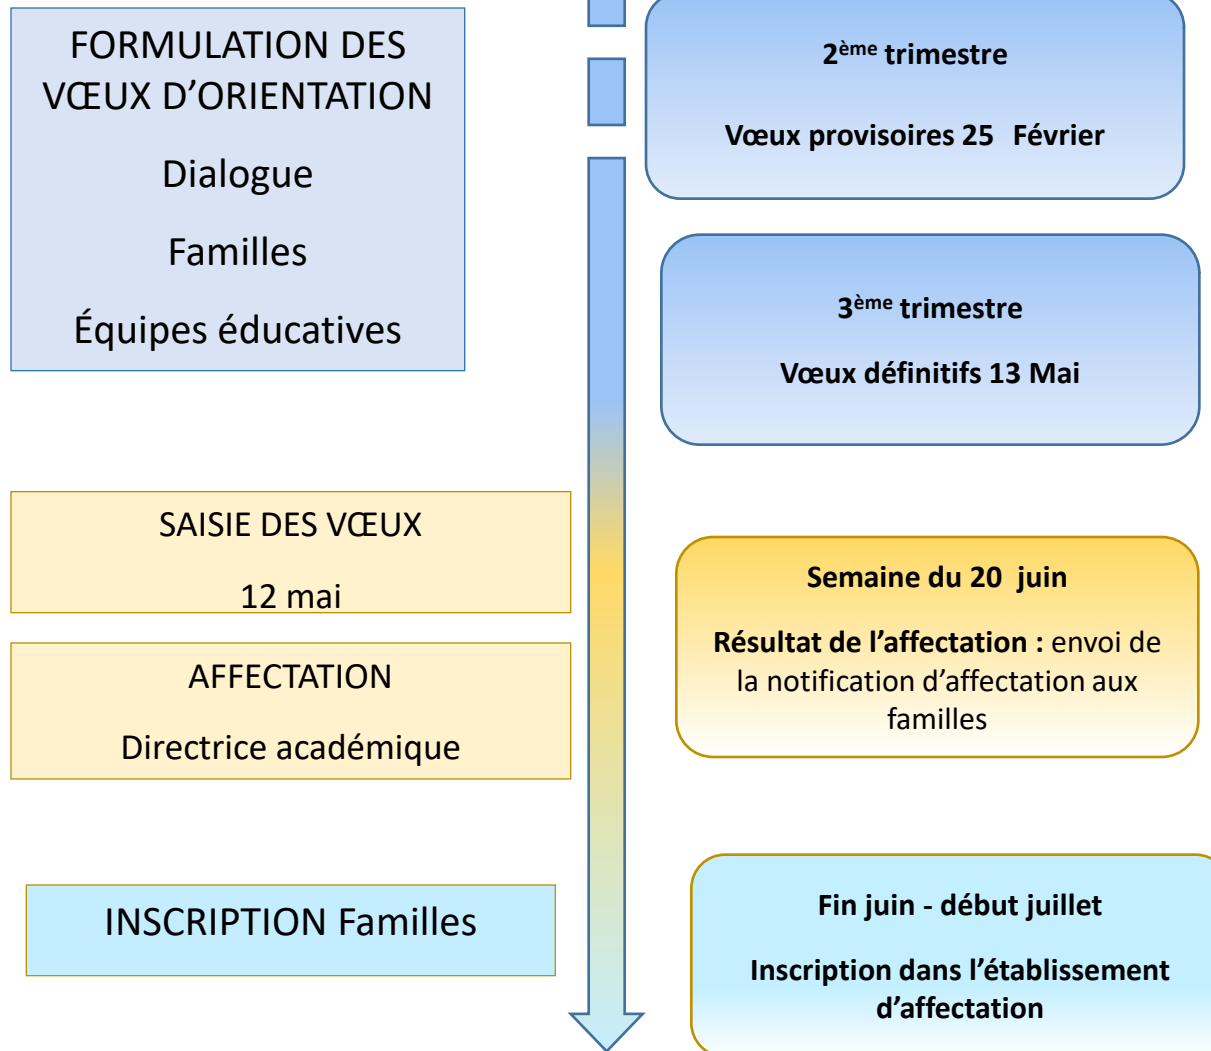 FORMULATION DES
VŒUX D’ORIENTATION
Dialogue
Familles
Équipes éducatives
2ème trimestre
Vœux provisoires 25 Février
3ème trimestre
Vœux définitifs 13 Mai
SAISIE DES VŒUX
12 mai
AFFECTATION
Directrice académique
Semaine du 20 juin
Résultat de l’affectation : envoi de
la notification d’affectation aux
familles
INSCRIPTION Familles
Fin juin - début juillet
Inscription dans l’établissement
d’affectation